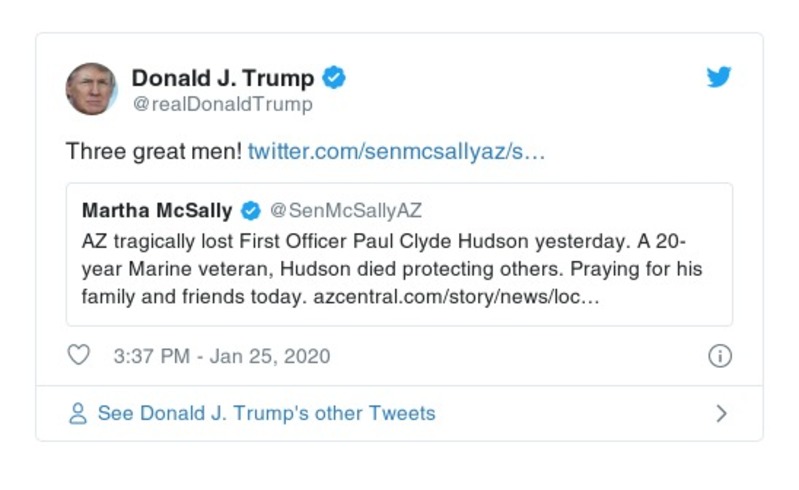 Donald J. Trump
@realDonaldTrump
Three great men! twitter.com/senmcsallyaz/s…
Martha McSally @SenMcSallyAZ
AZ tragically lost First Officer Paul Clyde Hudson yesterday. A 20-
year Marine veteran, Hudson died protecting others. Praying for his
family and friends today. azcentral.com/story/news/loc…
3:37 PM - Jan 25, 2020
See Donald J. Trump's other Tweets